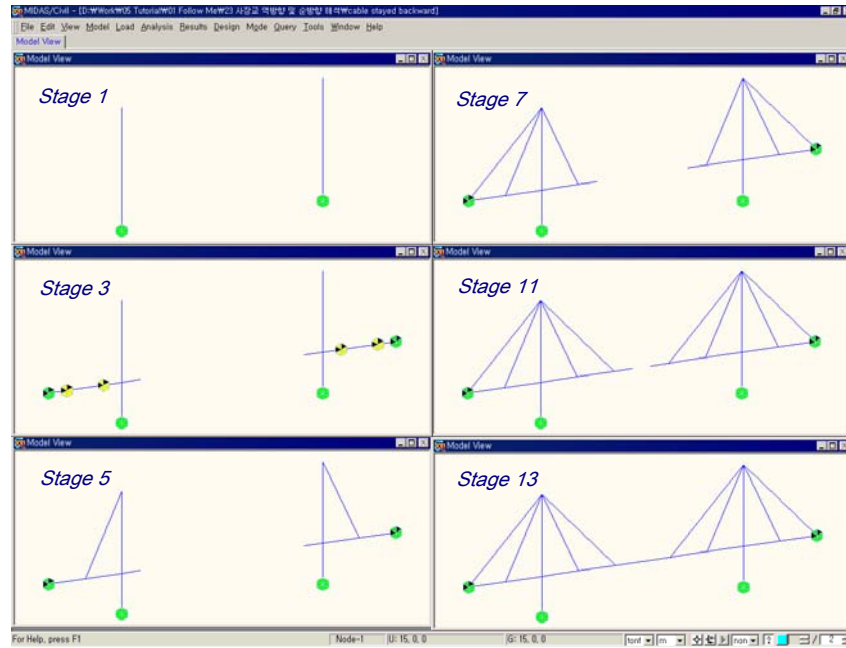 MIDAS/Civil - [D:\Work\05 Tutorial\01 Follow Me\23 사장교 역방향 및 순방향 해석\cable stayed backward]
File Edit View Model Load Analysis Results Design Mode Query Tools Window Help
Model View
Model View
Stage 1
Model View
Stage 7
Model View
Stage 3
Model View
Stage 11
Model View
Stage 5
Model View
Stage 13
For Help, press F1
Node-1
U: 15, 0, 0
G: 15, 0, 0
tonf
m
non
?
/ 2